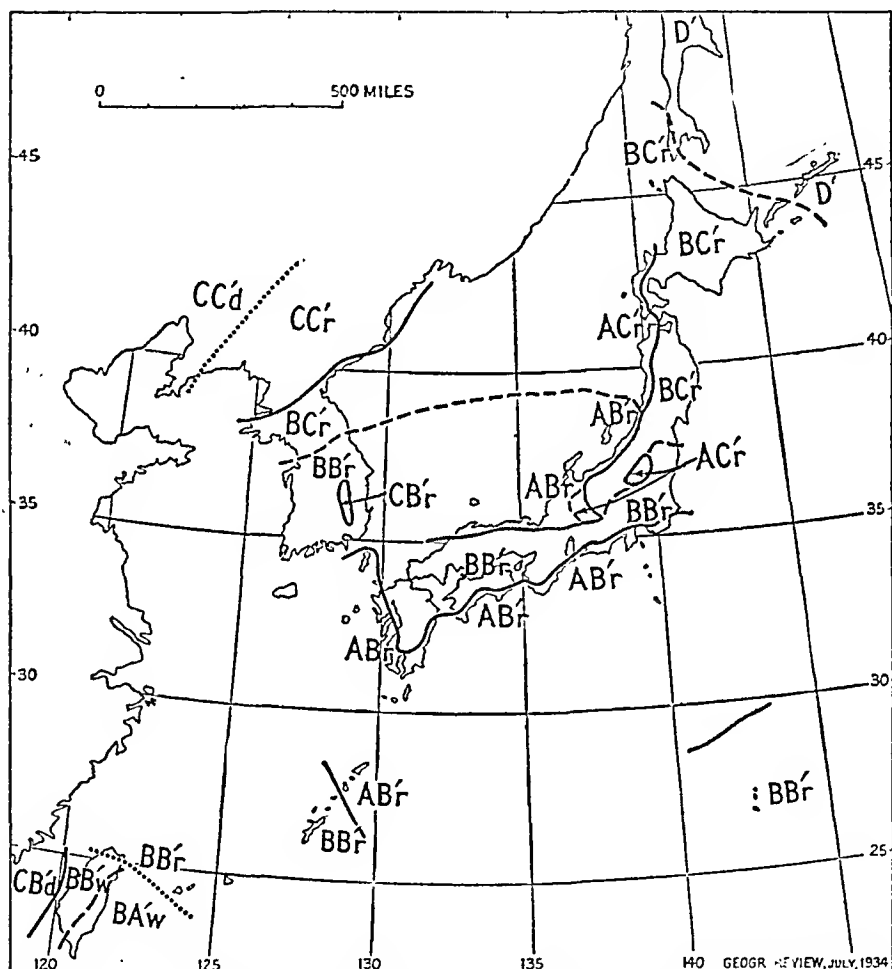 D'
0 500 MILES
45
BC'r
45
D'
BC'r
CC'd
CC'r
40
AC'r
40
BC'r
AB'r
BC'r
AC'r
BB'r
CB'r
AB'r
35
BB'r
35
BB'r
AB'r
AB'r
AB'r
30
30
AB'r
BB'r
BB'r
BB'r
25
CB'd
BB'w
BA'w
120
125
130
135
140
GEOGR. REVIEW, JULY, 1934